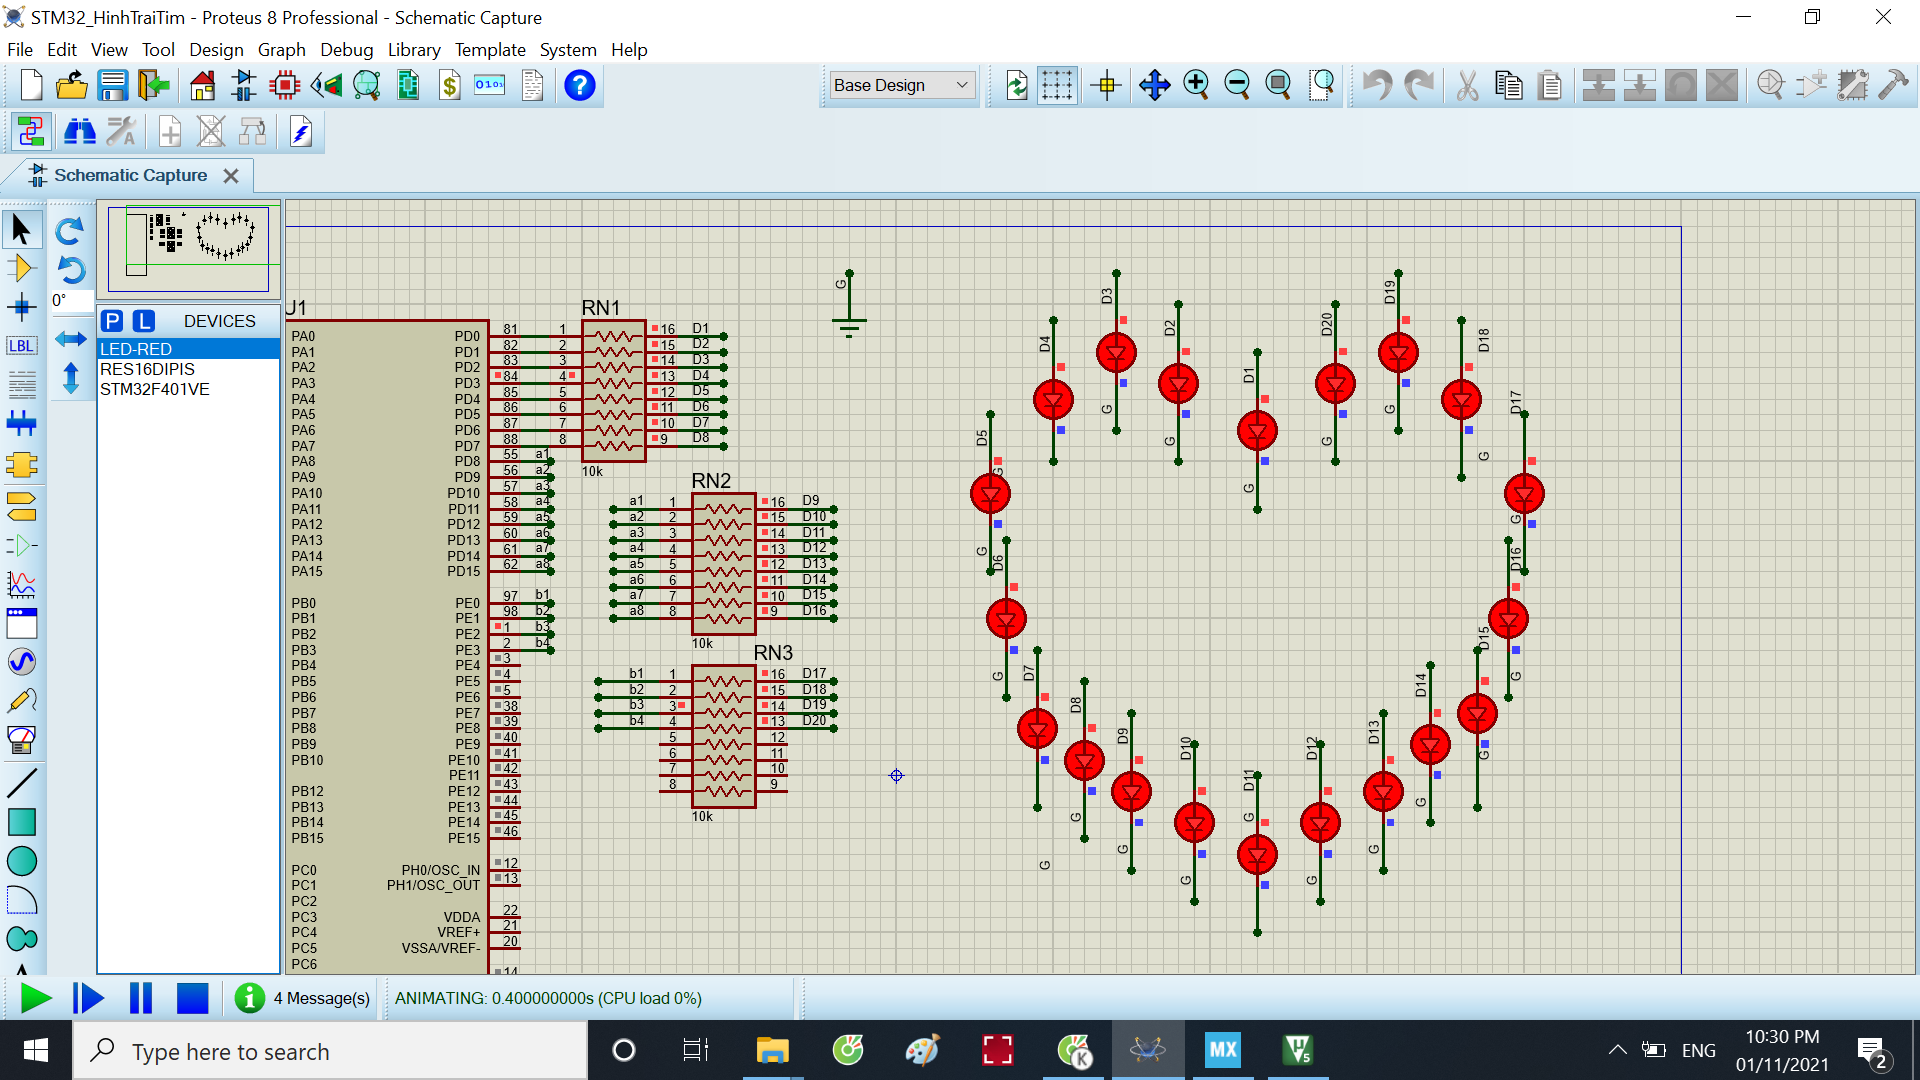 STM32_HinhTraiTim - Proteus 8 Professional - Schematic Capture
File Edit View Tool Design Graph Debug Library Template System Help
Base Design
Schematic Capture
0°
P L DEVICES
LED-RED
RES16DIPIS
STM32F401VE
LBL
J1
PA0
PA1
PA2
PA3
PA4
PA5
PA6
PA7
PA8
PA9
PA10
PA11
PA12
PA13
PA14
PA15
PB0
PB1
PB2
PB3
PB4
PB5
PB6
PB7
PB8
PB9
PB10
PB12
PB13
PB14
PB15
PC0
PC1
PC2
PC3
PC4
PC5
PC6
PD0 81
PD1 82
PD2 83
PD3 84
PD4 85
PD5 86
PD6 87
PD7 88
PD8 55 a1
PD9 56 a2
PD10 57 a3
PD11 58 a4
PD12 59 a5
PD13 60 a6
PD14 61 a7
PD15 62 a8
PE0 97 b1
PE1 98 b2
PE2 1 b3
PE3 2 b4
PE4 3
PE5 4
PE6 5
PE7 38
PE8 39
PE9 40
PE10 41
PE11 42
PE12 43
PE13 44
PE14 45
PE15 46
PH0/OSC_IN 12
PH1/OSC_OUT 13
VDDA 22
VREF+ 21
VSSA/VREF- 20
14
RN1
1 16 D1
2 15 D2
3 14 D3
4 13 D4
5 12 D5
6 11 D6
7 10 D7
8 9 D8
10k
RN2
a1 1 16 D9
a2 2 15 D10
a3 3 14 D11
a4 4 13 D12
a5 5 12 D13
a6 6 11 D14
a7 7 10 D15
a8 8 9 D16
10k
RN3
b1 1 16 D17
b2 2 15 D18
b3 3 14 D19
b4 4 13 D20
5 12
6 11
7 10
8 9
10k
G
D3
G
D19
G
D2
G
D20
G
D4
G
D18
G
D1
G
D5
G
D17
G
D6
G
D16
G
D7
G
D15
G
D8
G
D14
G
D9
G
D13
G
D10
G
D12
G
D11
G
4 Message(s)
ANIMATING: 0.400000000s (CPU load 0%)
Type here to search
K
MX
5
ENG
10:30 PM
01/11/2021
2